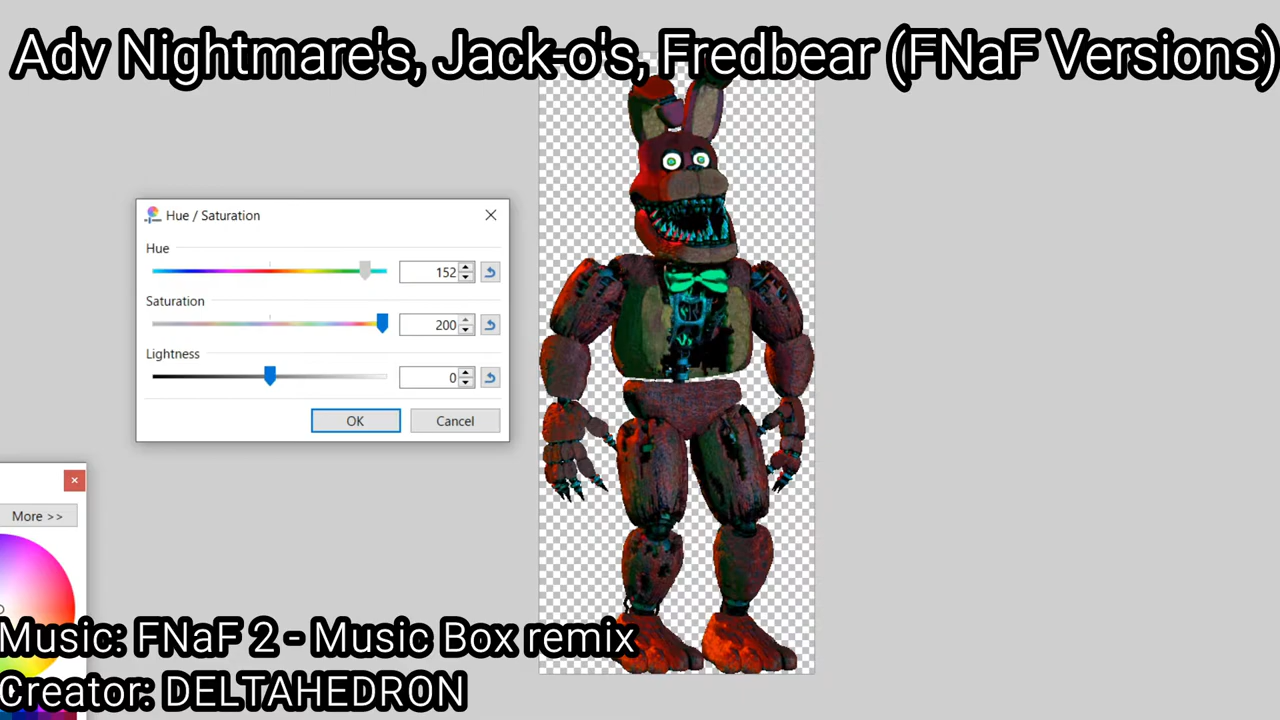 Adv Nightmare's, Jack-o's, Fredbear (FNaF Versions)
Hue / Saturation
Hue
152
Saturation
200
Lightness
0
OK
Cancel
More >>
Music: FNaF 2 - Music Box remix
Creator: DELTAHEDRON